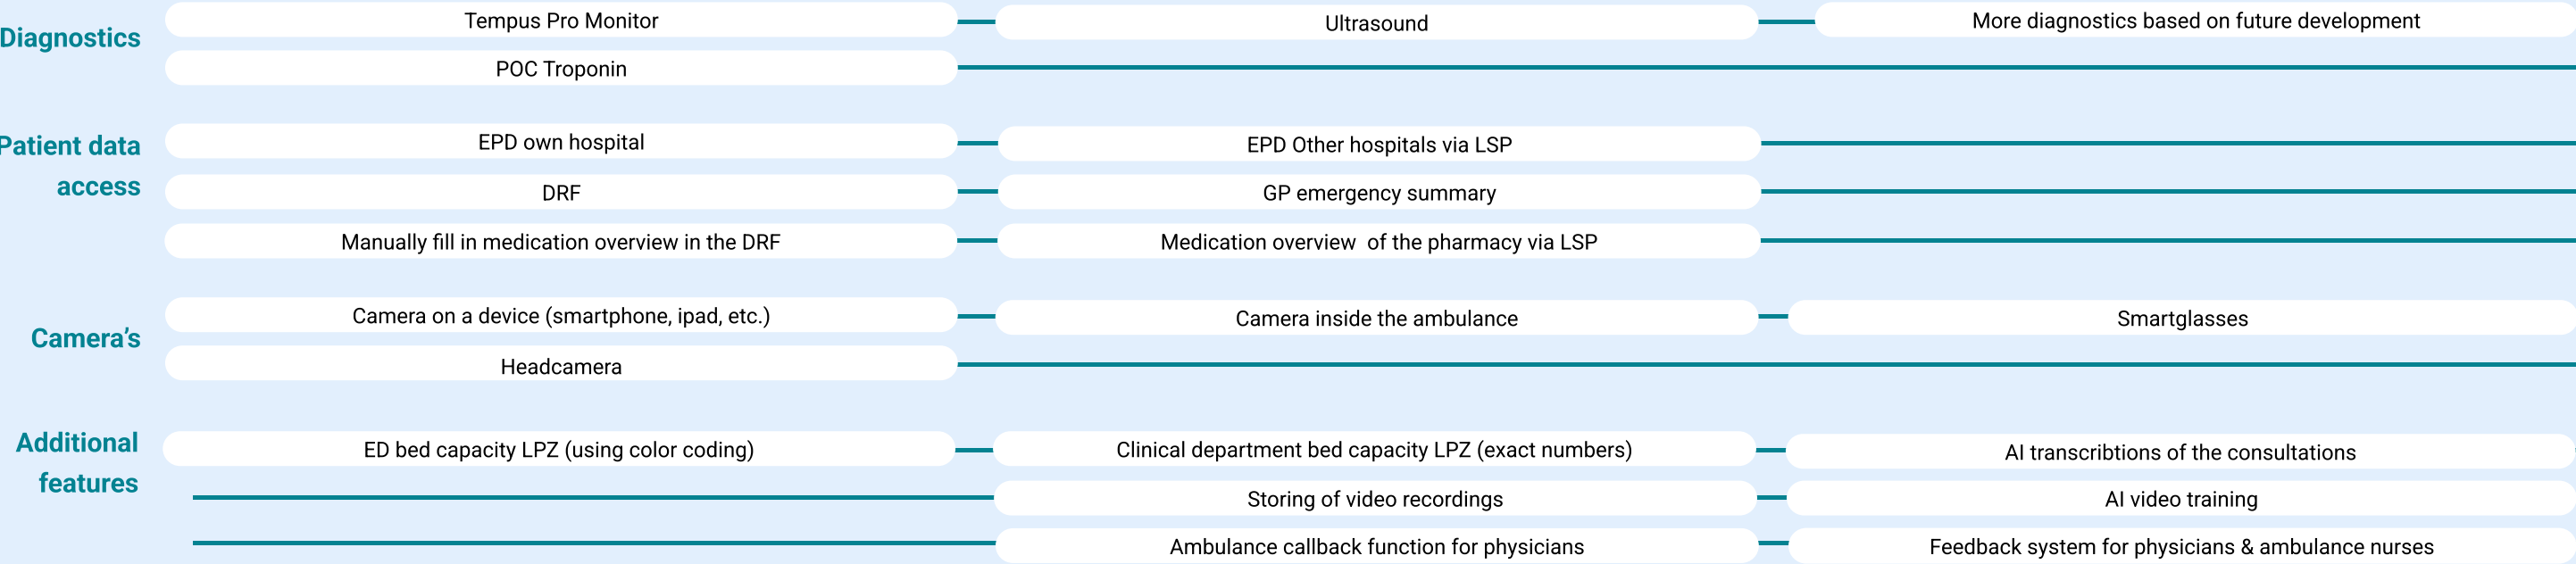 Diagnostics
Tempus Pro Monitor
Ultrasound
More diagnostics based on future development
POC Troponin
Patient data
access
EPD own hospital
EPD Other hospitals via LSP
DRF
GP emergency summary
Manually fill in medication overview in the DRF
Medication overview  of the pharmacy via LSP
Camera’s
Camera on a device (smartphone, ipad, etc.)
Camera inside the ambulance
Smartglasses
Headcamera
Additional
features
ED bed capacity LPZ (using color coding)
Clinical department bed capacity LPZ (exact numbers)
AI transcribtions of the consultations
Storing of video recordings
AI video training
Ambulance callback function for physicians
Feedback system for physicians & ambulance nurses